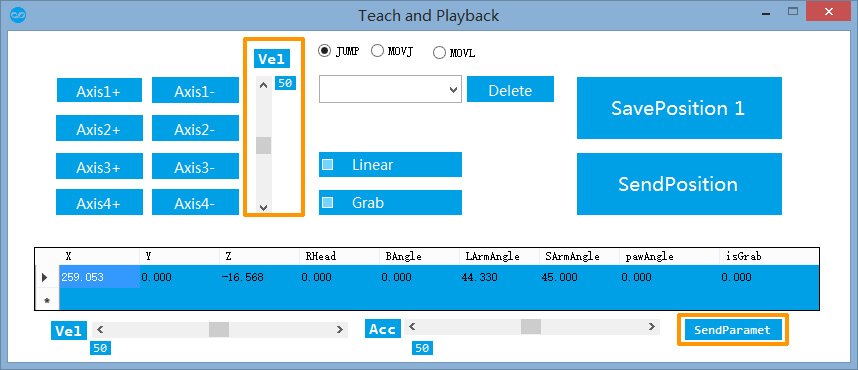 Teach and Playback
Vel
50
JUMP MOVJ MOVL
Delete
Axis1+ Axis1-
Axis2+ Axis2-
Axis3+ Axis3-
Axis4+ Axis4-
Linear
Grab
SavePosition 1
SendPosition
X Y Z RHead BAngle LArmAngle SArmAngle pawAngle isGrab
259.053 0.000 -16.568 0.000 0.000 44.330 45.000 0.000 0.000
Vel
50
Acc
50
SendParamet